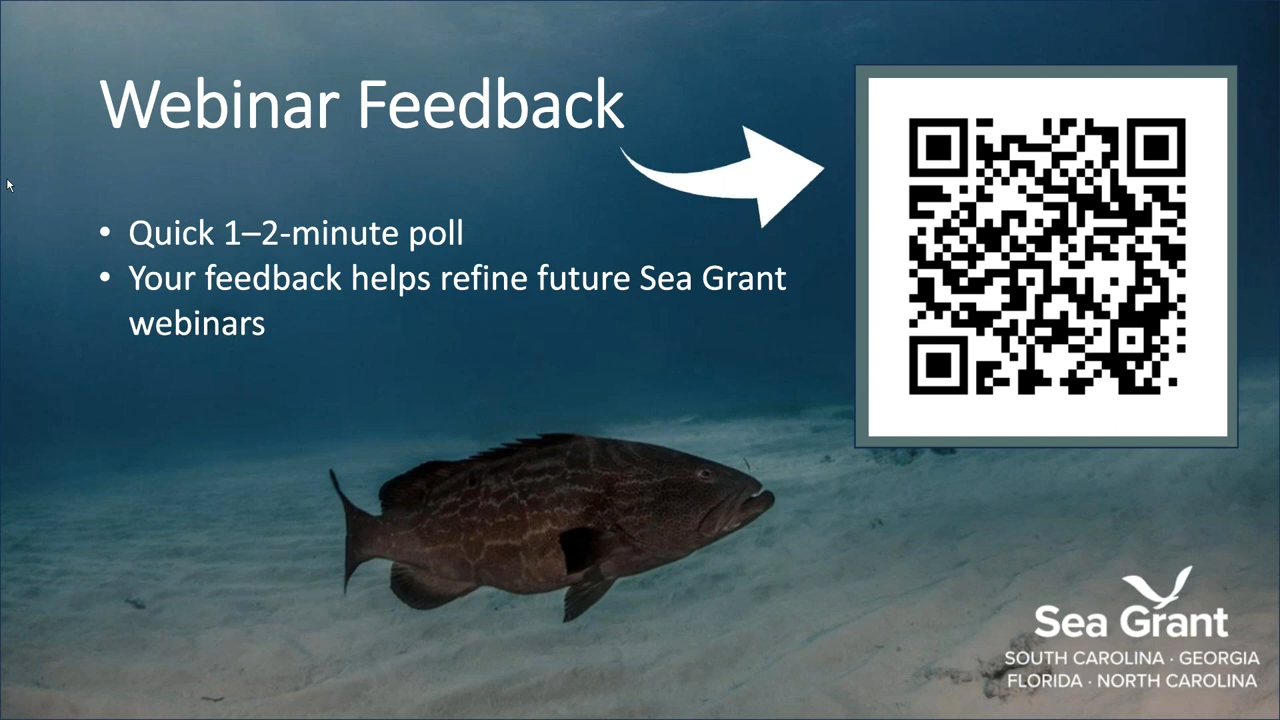 Webinar Feedback
• Quick 1–2-minute poll
• Your feedback helps refine future Sea Grant
webinars
Sea Grant
SOUTH CAROLINA · GEORGIA
FLORIDA · NORTH CAROLINA